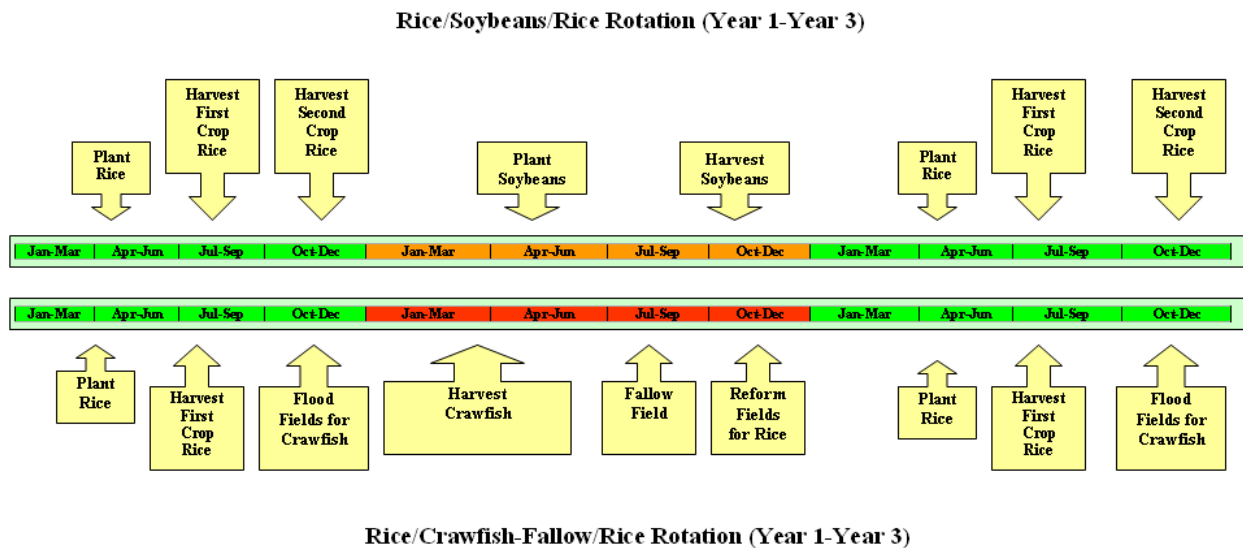 Rice/Soybeans/Rice Rotation (Year 1-Year 3)
Harvest
First
Crop
Rice
Harvest
Second
Crop
Rice
Harvest
First
Crop
Rice
Harvest
Second
Crop
Rice
Plant
Rice
Plant
Soybeans
Harvest
Soybeans
Plant
Rice
Jan-Mar Apr-Jun Jul-Sep Oct-Dec Jan-Mar Apr-Jun Jul-Sep Oct-Dec Jan-Mar Apr-Jun Jul-Sep Oct-Dec
Jan-Mar Apr-Jun Jul-Sep Oct-Dec Jan-Mar Apr-Jun Jul-Sep Oct-Dec Jan-Mar Apr-Jun Jul-Sep Oct-Dec
Plant
Rice
Harvest
First
Crop
Rice
Flood
Fields for
Crawfish
Harvest
Crawfish
Fallow
Field
Reform
Fields
for Rice
Plant
Rice
Harvest
First
Crop
Rice
Flood
Fields for
Crawfish
Rice/Crawfish-Fallow/Rice Rotation (Year 1-Year 3)